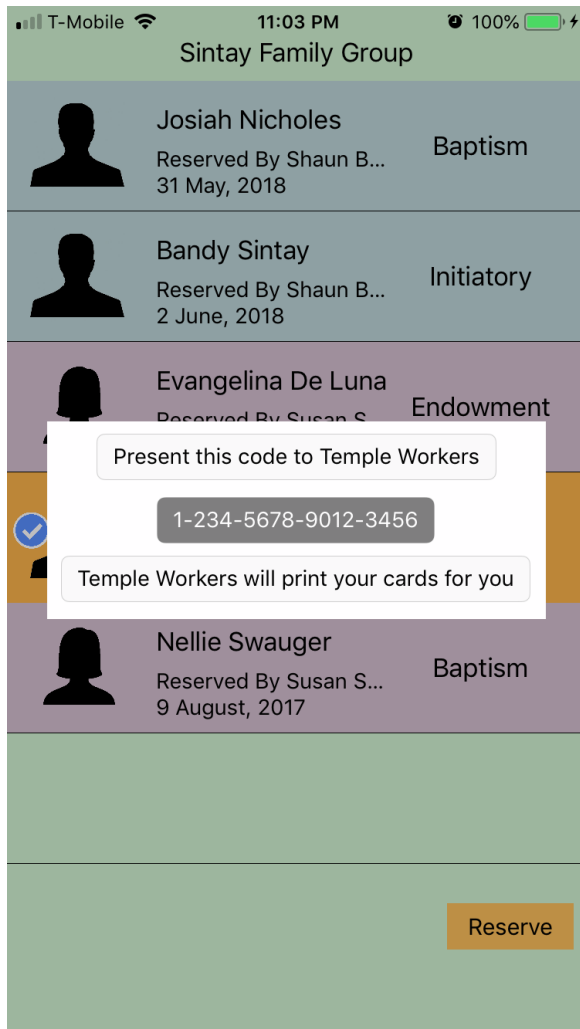 T-Mobile 11:03 PM 100%
Sintay Family Group
Josiah Nicholes
Baptism
Reserved By Shaun B...
31 May, 2018
Bandy Sintay
Initiatory
Reserved By Shaun B...
2 June, 2018
Evangelina De Luna
Endowment
Reserved By Susan S
Present this code to Temple Workers
1-234-5678-9012-3456
Temple Workers will print your cards for you
Nellie Swauger
Baptism
Reserved By Susan S...
9 August, 2017
Reserve